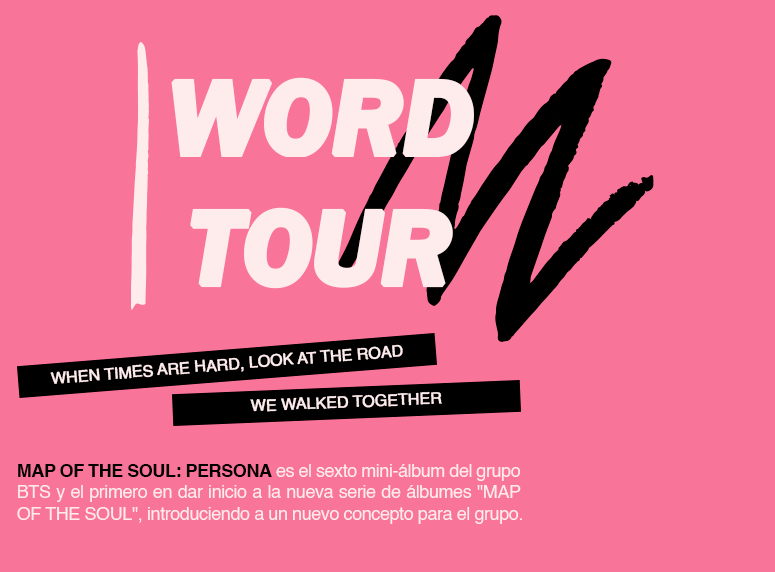 WORD
TOUR
WHEN TIMES ARE HARD, LOOK AT THE ROAD
WE WALKED TOGETHER
MAP OF THE SOUL: PERSONA es el sexto mini-álbum del grupo
BTS y el primero en dar inicio a la nueva serie de álbumes "MAP
OF THE SOUL", introduciendo a un nuevo concepto para el grupo.